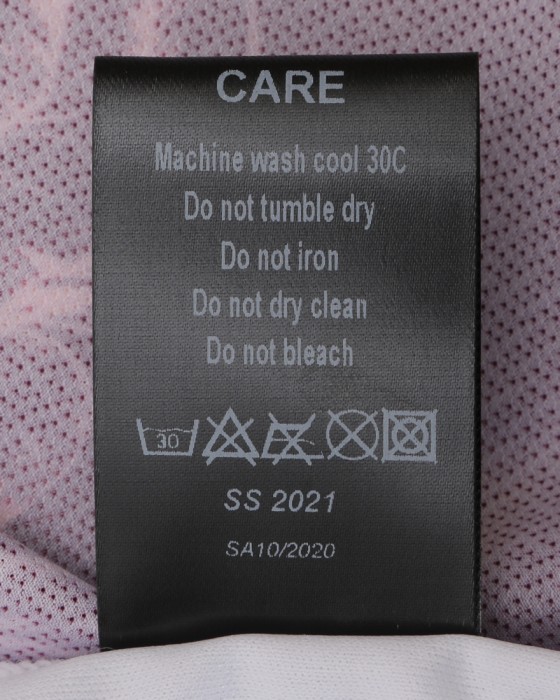 CARE
Machine wash cool 30C
Do not tumble dry
Do not iron
Do not dry clean
Do not bleach
30
SS 2021
SA10/2020